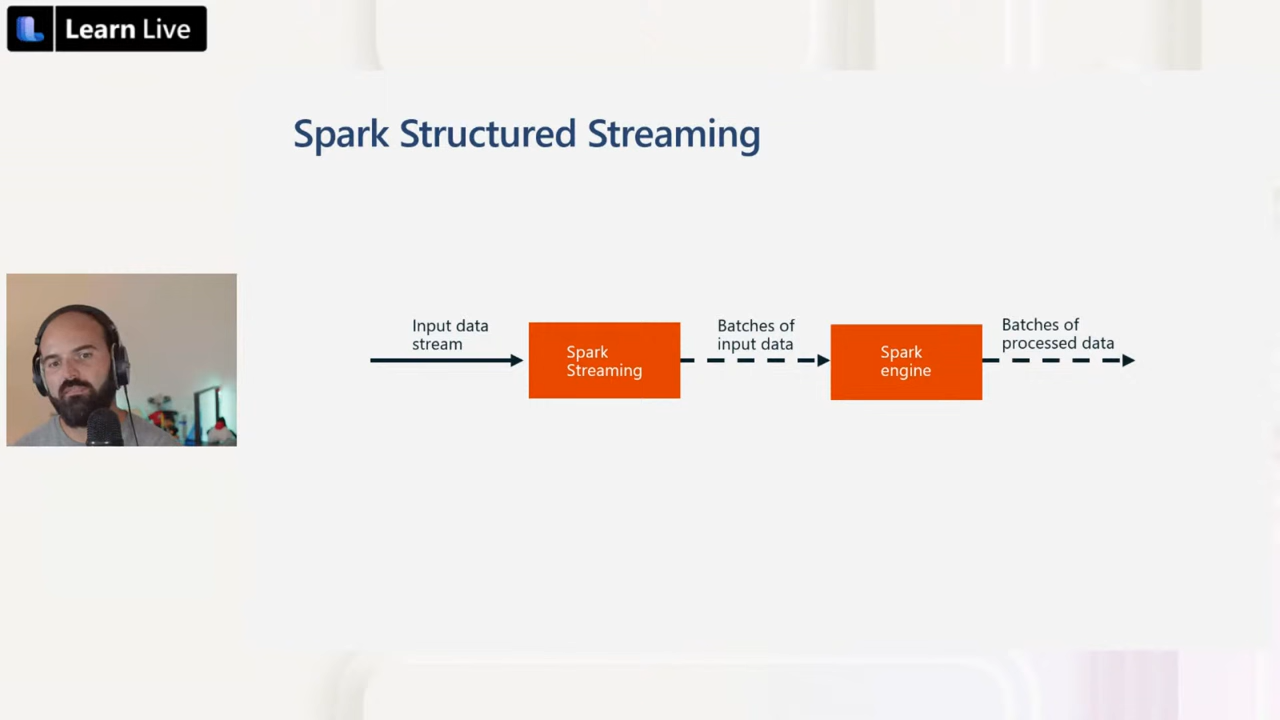 Learn Live
Spark Structured Streaming
Input data
stream
Spark
Streaming
Batches of
input data
Spark
engine
Batches of
processed data